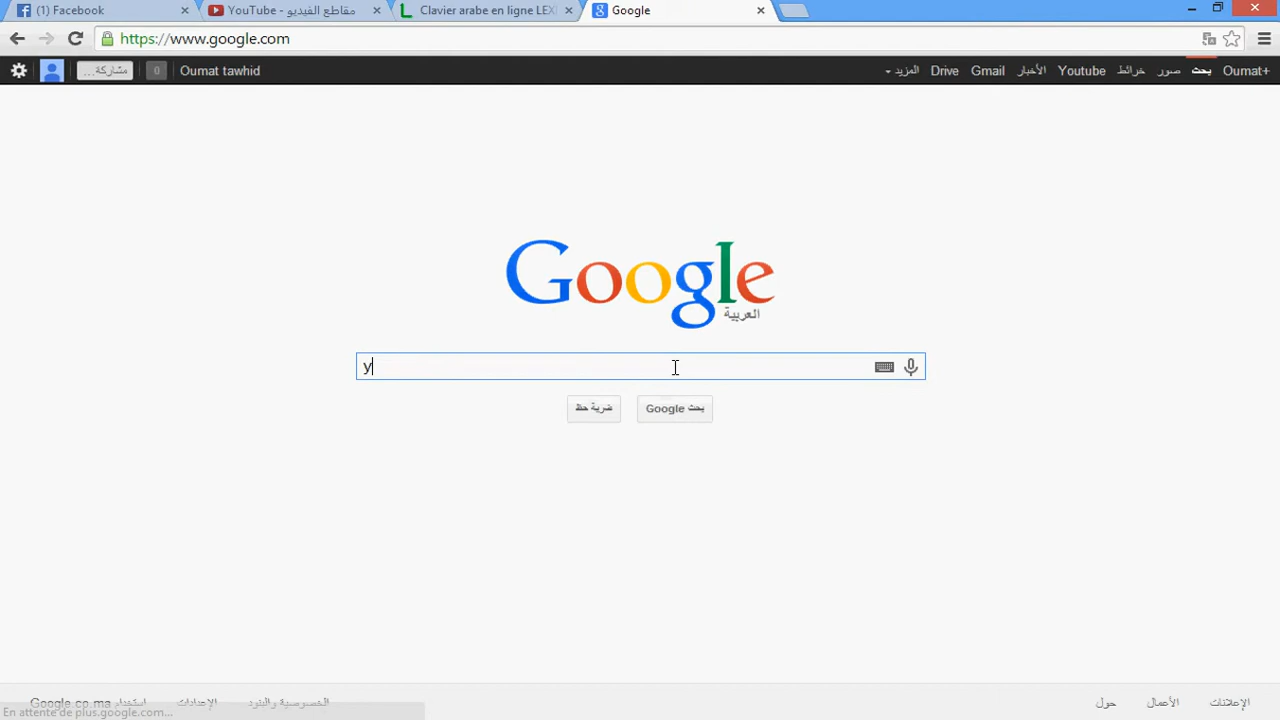 (1) Facebook
مقاطع الفيديو - YouTube
Clavier arabe en ligne LEX
Google
https://www.google.com
Oumat tawhid
0
مشاركة...
Oumat+
بحث
صور
خرائط
Youtube
الأخبار
Gmail
Drive
المزيد
Google
العربية
y
بحث Google
ضربة حظ
الإعلانات
الأعمال
حول
الخصوصية والبنود
الإعدادات
استخدام Google.co.ma
En attente de plus.google.com...